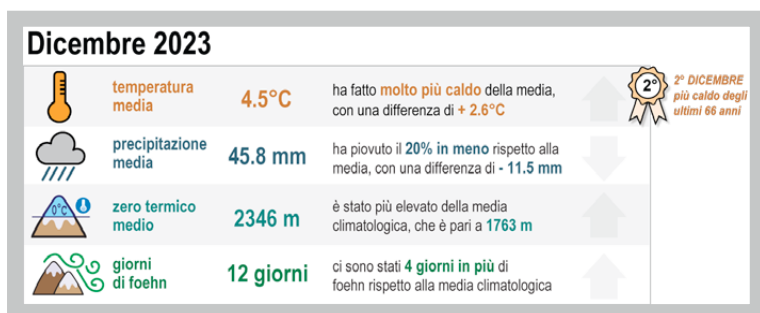 Dicembre 2023
temperatura
media
4.5°C
ha fatto molto più caldo della media,
con una differenza di + 2.6°C
2°
2° DICEMBRE
più caldo degli
ultimi 66 anni
precipitazione
media
45.8 mm
ha piovuto il 20% in meno rispetto alla
media, con una differenza di - 11.5 mm
0°C
zero termico
medio
2346 m
è stato più elevato della media
climatologica, che è pari a 1763 m
giorni
di foehn
12 giorni
ci sono stati 4 giorni in più di
foehn rispetto alla media climatologica